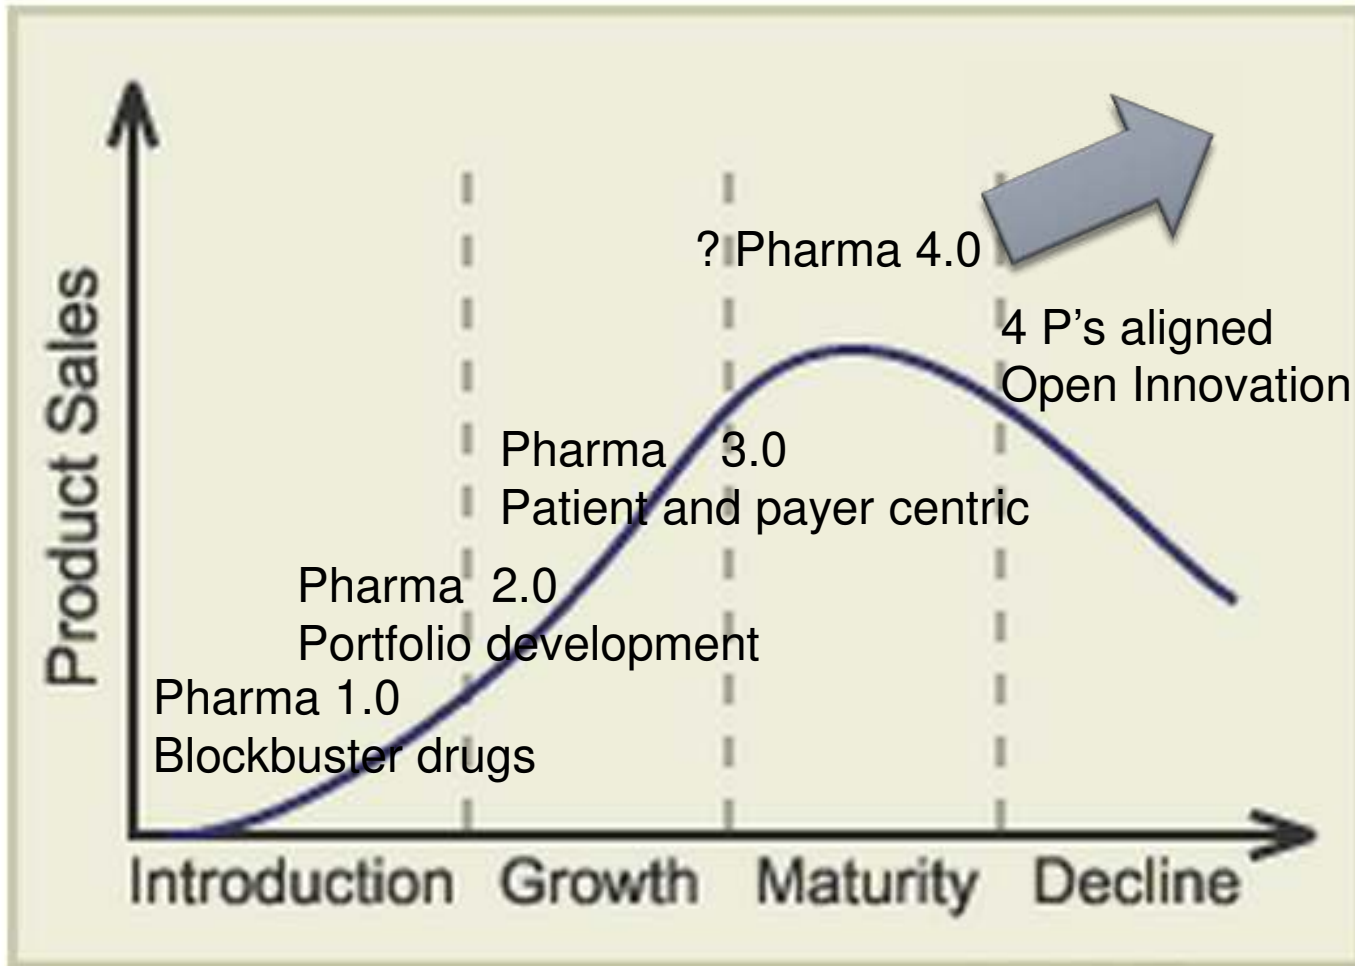 Product Sales
? Pharma 4.0
4 P’s aligned
Open Innovation
Pharma 3.0
Patient and payer centric
Pharma 2.0
Portfolio development
Pharma 1.0
Blockbuster drugs
Introduction Growth Maturity Decline